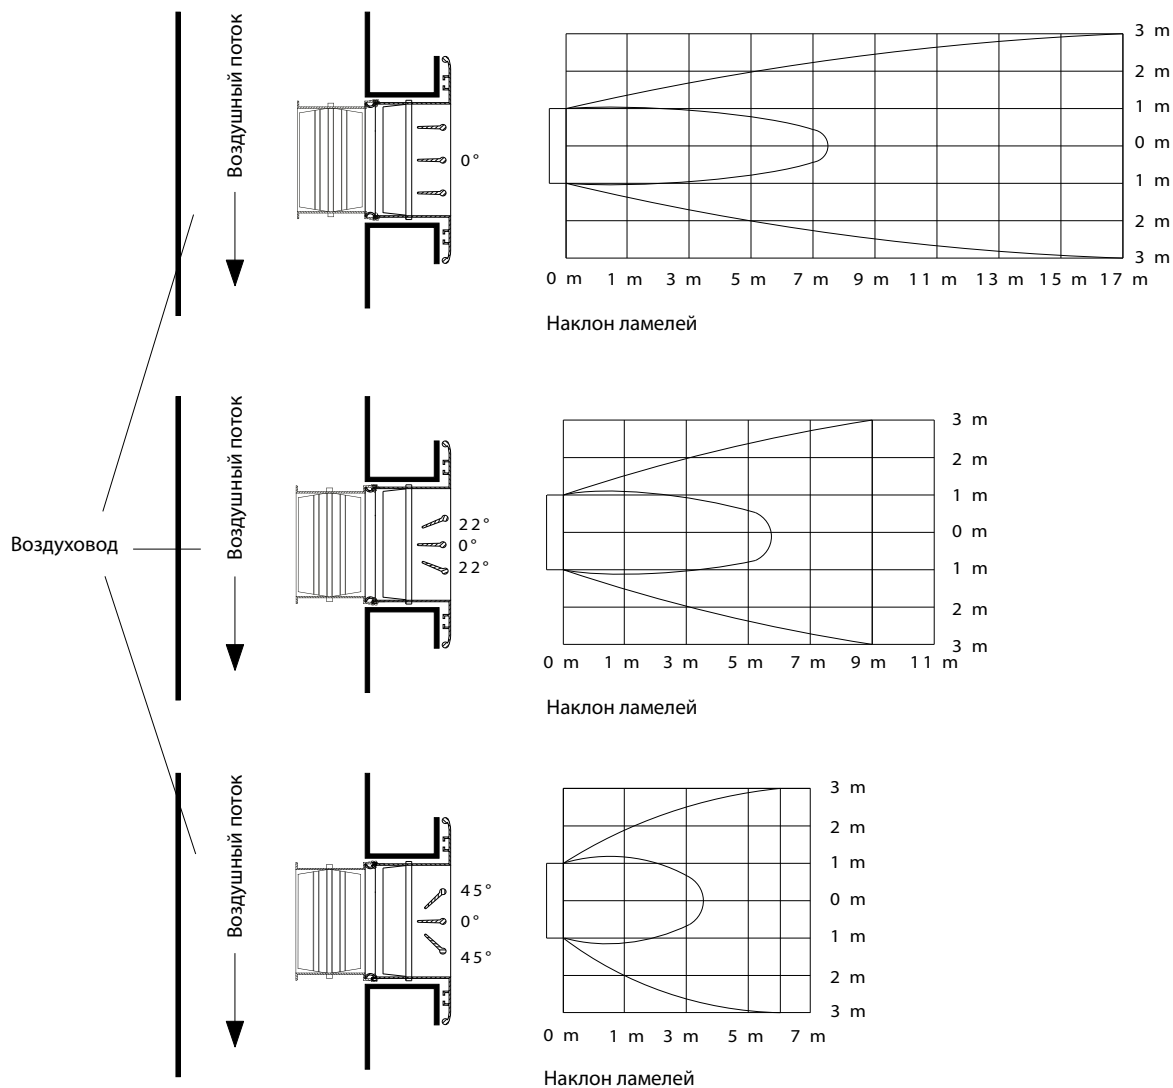 Воздушный поток
0°
3 m
2 m
1 m
0 m
1 m
2 m
3 m
0 m 1 m 3 m 5 m 7 m 9 m 11 m 13 m 15 m 17 m
Наклон ламелей
Воздуховод
Воздушный поток
22°
0°
22°
3 m
2 m
1 m
0 m
1 m
2 m
3 m
0 m 1 m 3 m 5 m 7 m 9 m 11 m
Наклон ламелей
Воздушный поток
45°
0°
45°
3 m
2 m
1 m
0 m
1 m
2 m
3 m
0 m 1 m 3 m 5 m 7 m
Наклон ламелей